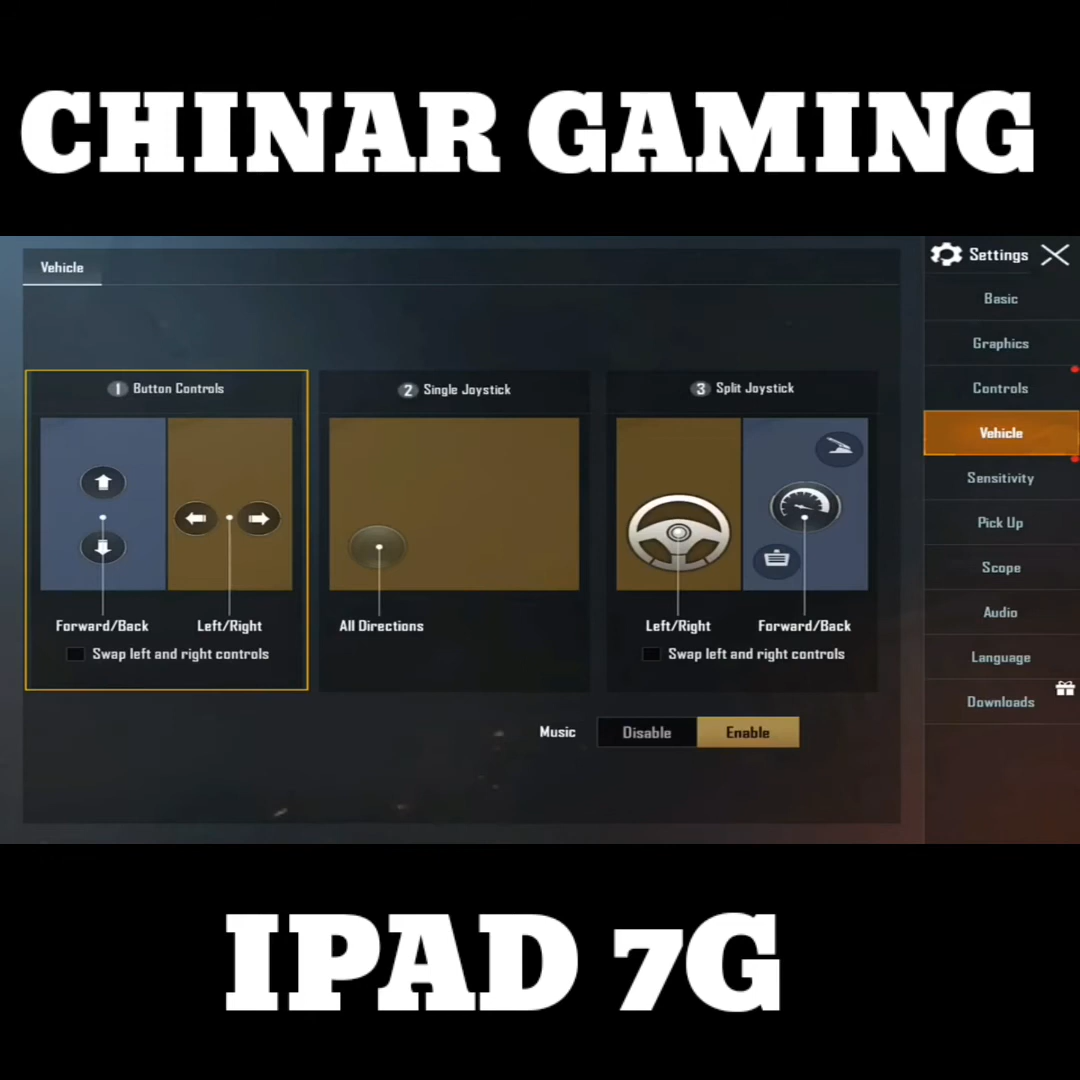 CHINAR GAMING
Settings
Vehicle
Basic
Graphics
Controls
Vehicle
Sensitivity
Pick Up
Scope
Audio
Language
Downloads
1 Button Controls
Forward/Back Left/Right
Swap left and right controls
2 Single Joystick
All Directions
3 Split Joystick
Left/Right Forward/Back
Swap left and right controls
Music Disable Enable
IPAD 7G